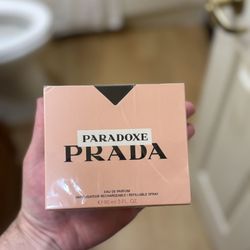 PARADOXE
PRADA
EAU DE PARFUM
VAPORISATEUR RECHARGEABLE / REFILLABLE SPRAY
℮ 90 ml 3 FL. OZ